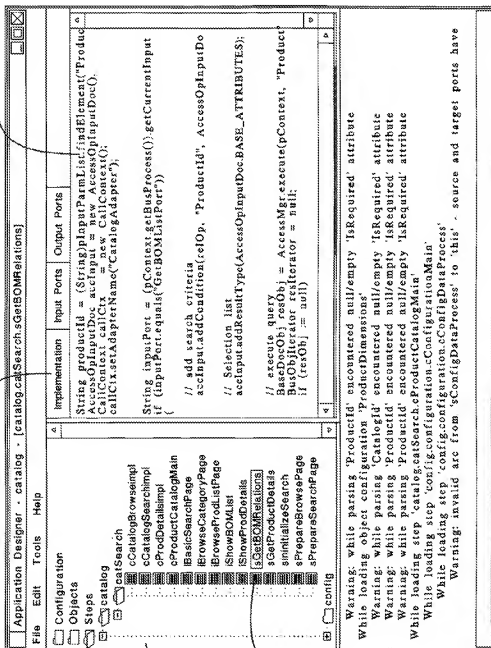 Application Designer - catalog - [catalog.catSearch.sGetBOMRelations]
File Edit Tools Help
Configuration
Objects
Steps
catalog
catSearch
cCatalogBrowseImpl
cCatalogSearchImpl
cProdDetailsImpl
cProductCatalogMain
iBasicSearchPage
iBrowseCategoryPage
iBrowseProdListPage
iShowBOMList
iShowProdDetails
sGetBOMRelations
sGetProductDetails
sInitializeSearch
sPrepareBrowsePage
sPrepareSearchPage
config
Implementation Input Ports Output Ports
String productId = (String)pInputParmList.findElement("Produc
AccessOpInputDoc accInput = new AccessOpInputDoc();
CallContext callCtx = new CallContext();
callCtx.setAdapterName("CatalogAdapter");
String inputPort = (pContext.getBusProcess()).getCurrentInput
if (inputPort.equals("GetBOMListPort"))
{
// add search criteria
accInput.addCondition(relOp, "ProductId", AccessOpInputDo
// Selection list
accInput.addResultType(AccessOpInputDoc.BASE_ATTRIBUTES);
// execute query
BaseDocObj resObj = AccessMgr.execute(pContext, "Product"
BusObjIterator resIterator = null;
if (resObj := null)
Warning: while parsing 'ProductId' encountered null/empty 'IsRequired' attribute
While loading object configuration 'ProductDimensions'
Warning: while parsing 'CatalogId' encountered null/empty 'IsRequired' attribute
Warning: while parsing 'ProductId' encountered null/empty 'IsRequired' attribute
Warning: while parsing 'ProductId' encountered null/empty 'IsRequired' attribute
While loading step 'catalog.catSearch.cProductCatalogMain'
While loading step 'config.configuration.cConfigurationMain'
While loading step 'config.configuration.cConfigDataProcess'
Warning: invalid arc from 'sConfigDataProcess' to 'this' - source and target ports have